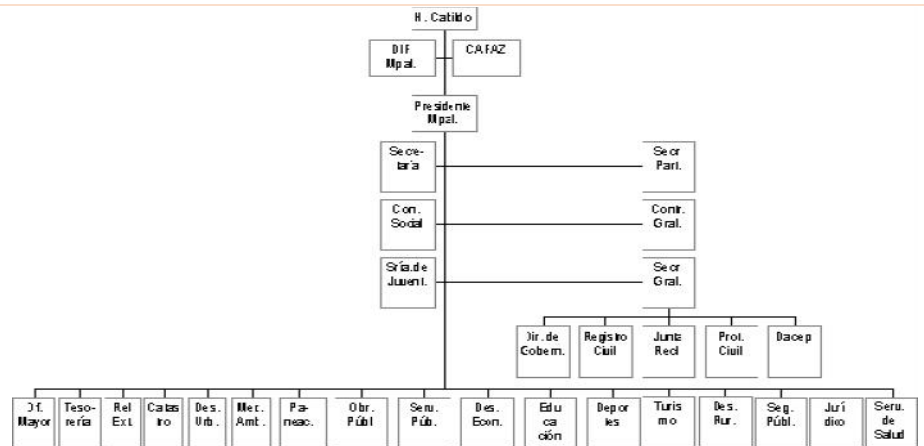 H. Cabildo
DIF
Mpal.
CAPAZ
Presidente
Mpal.
Secre-
taría
Secr
Part.
Con.
Social
Contr.
Gral.
Sría.de
Juvent.
Secr
Gral.
Dir. de
Gobern.
Registro
Civil
Junta
Recl
Prot.
Civil
Dacep
Of.
Mayor
Teso-
rería
Rel
Ext.
Catas
tro
Des.
Urb.
Mer.
Amt.
Pa-
neac.
Obr.
Públ
Serv.
Púb.
Des.
Econ.
Edu
ca
ción
Depor
tes
Turis
mo
Des.
Rur.
Seg.
Públ.
Jurí
dico
Serv.
de
Salud